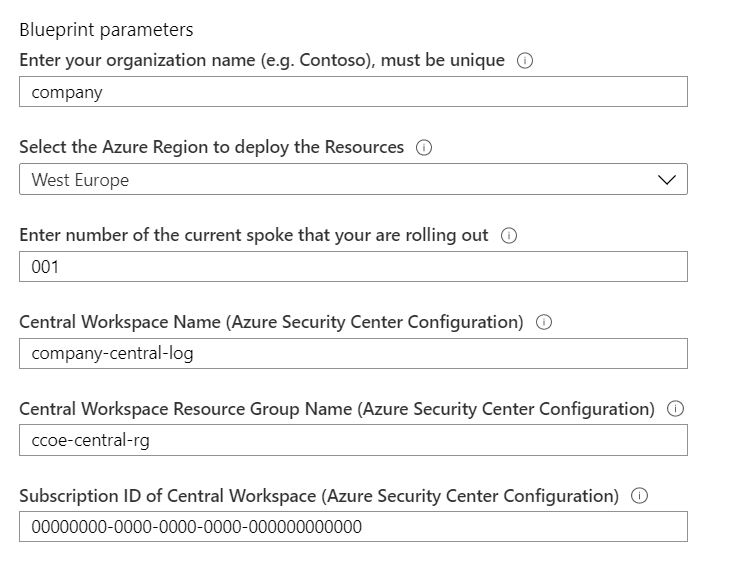 Blueprint parameters
Enter your organization name (e.g. Contoso), must be unique
company
Select the Azure Region to deploy the Resources
West Europe
Enter number of the current spoke that your are rolling out
001
Central Workspace Name (Azure Security Center Configuration)
company-central-log
Central Workspace Resource Group Name (Azure Security Center Configuration)
ccoe-central-rg
Subscription ID of Central Workspace (Azure Security Center Configuration)
00000000-0000-0000-0000-000000000000